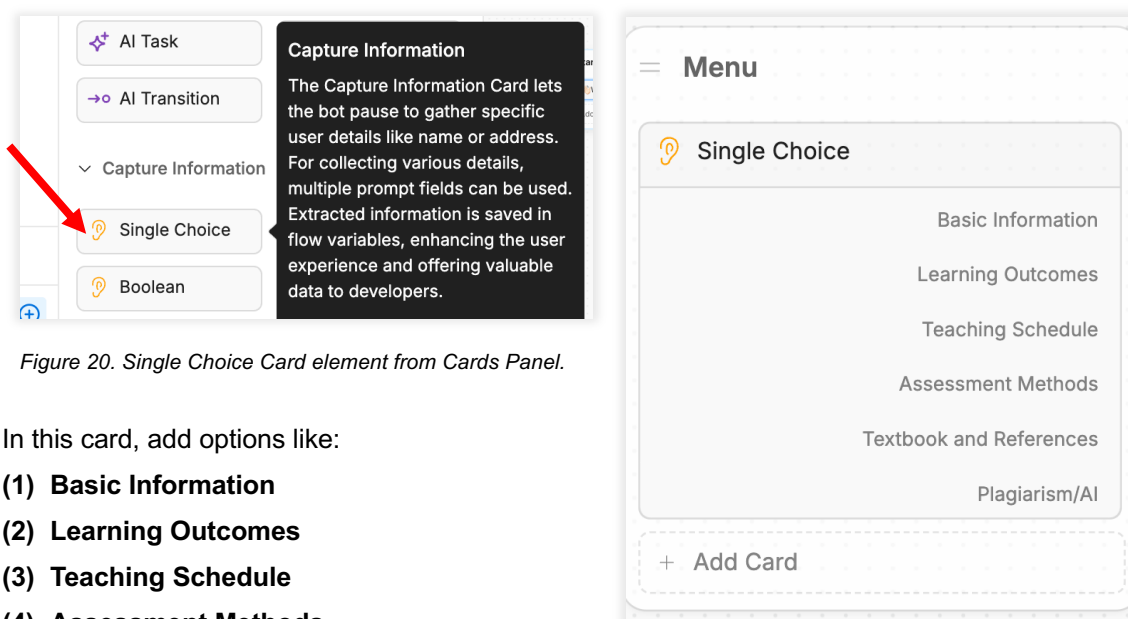 AI Task
AI Transition
Capture Information
Single Choice
Boolean
Capture Information
The Capture Information Card lets
the bot pause to gather specific
user details like name or address.
For collecting various details,
multiple prompt fields can be used.
Extracted information is saved in
flow variables, enhancing the user
experience and offering valuable
data to developers.
Figure 20. Single Choice Card element from Cards Panel.
In this card, add options like:
(1) Basic Information
(2) Learning Outcomes
(3) Teaching Schedule
(4) Assessment Methods
Menu
Single Choice
Basic Information
Learning Outcomes
Teaching Schedule
Assessment Methods
Textbook and References
Plagiarism/AI
+ Add Card